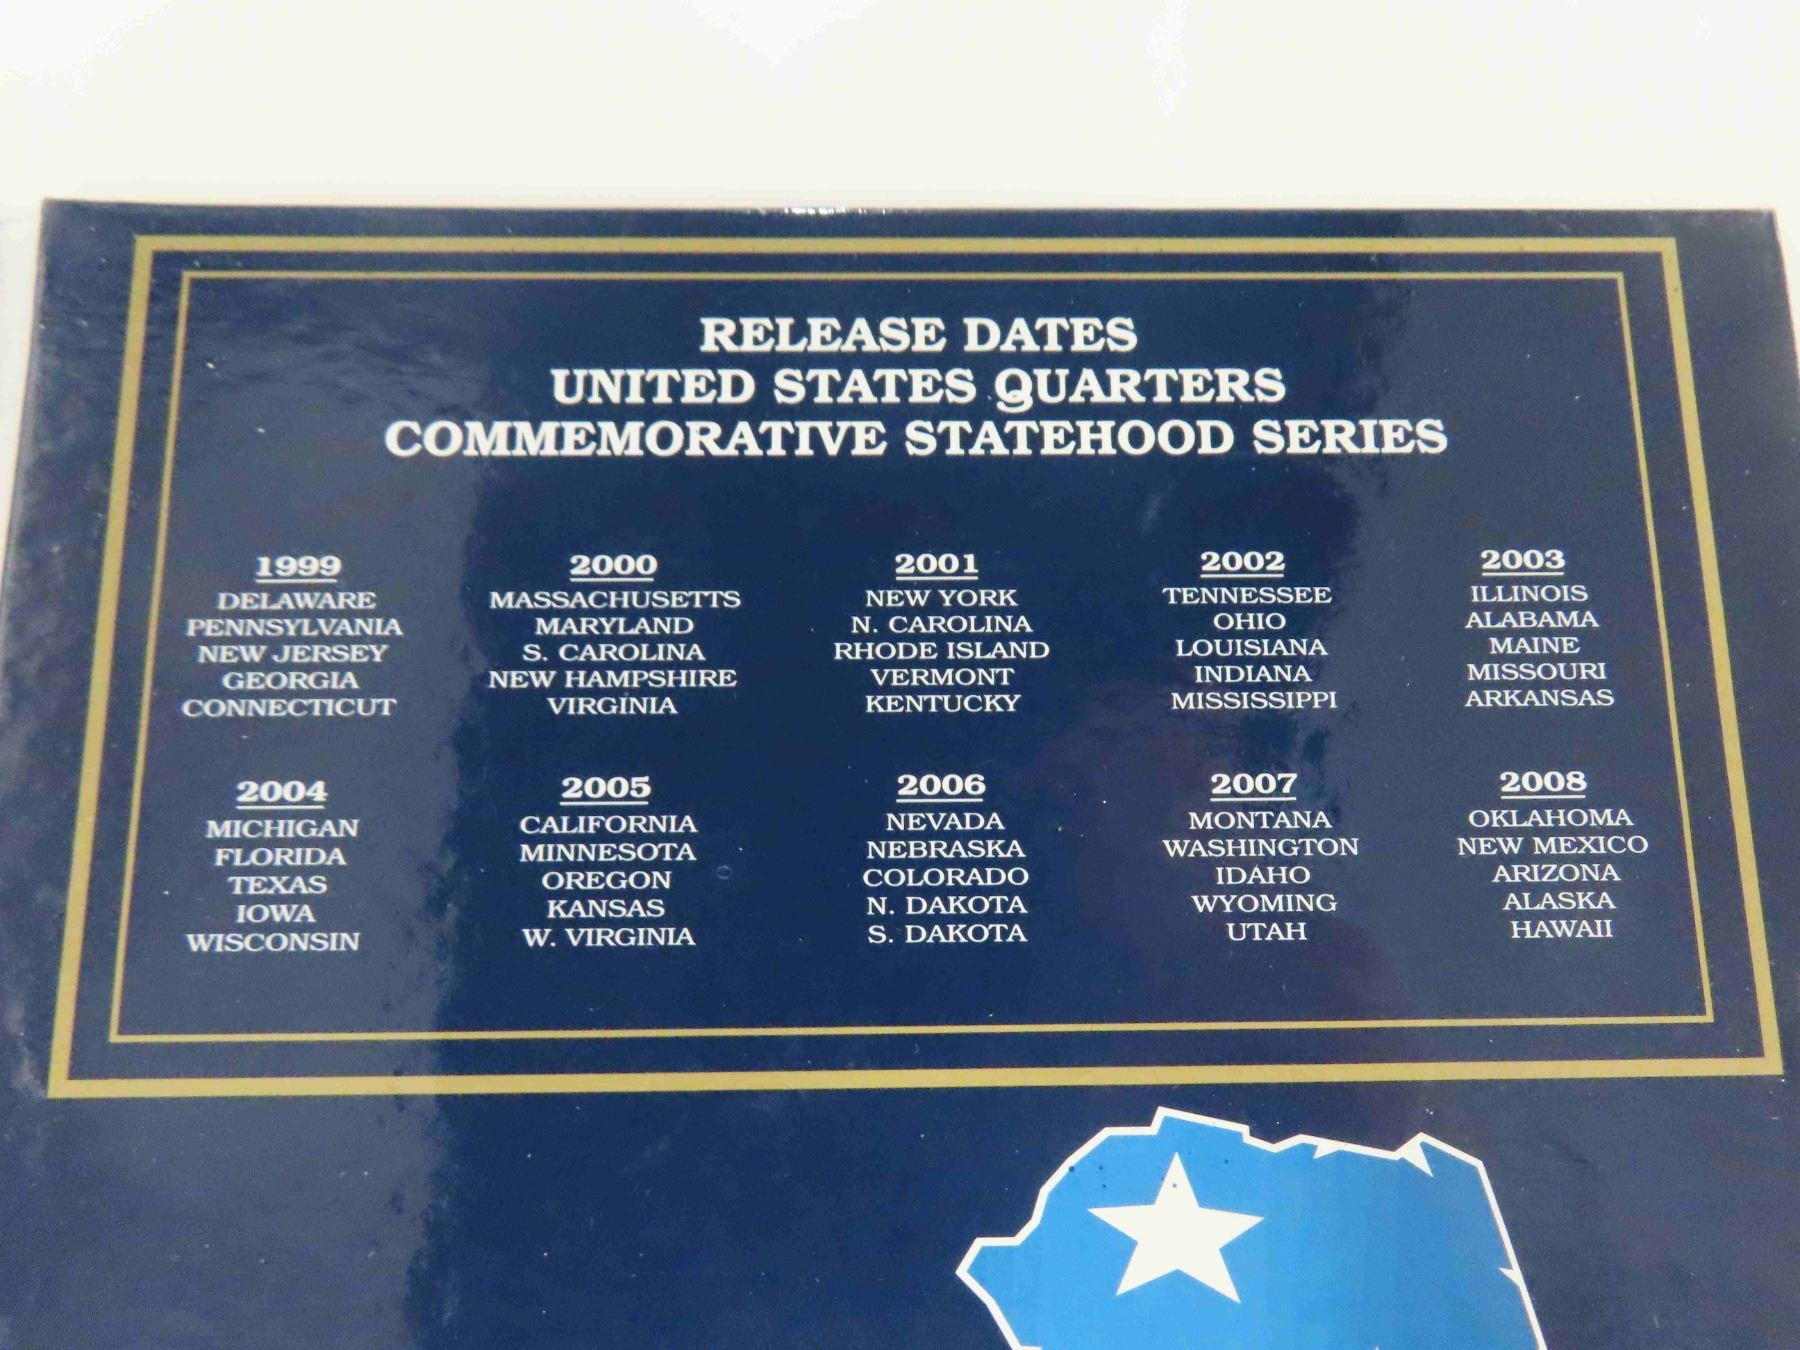 RELEASE DATES
UNITED STATES QUARTERS
COMMEMORATIVE STATEHOOD SERIES
1999
DELAWARE
PENNSYLVANIA
NEW JERSEY
GEORGIA
CONNECTICUT
2000
MASSACHUSETTS
MARYLAND
S. CAROLINA
NEW HAMPSHIRE
VIRGINIA
2001
NEW YORK
N. CAROLINA
RHODE ISLAND
VERMONT
KENTUCKY
2002
TENNESSEE
OHIO
LOUISIANA
INDIANA
MISSISSIPPI
2003
ILLINOIS
ALABAMA
MAINE
MISSOURI
ARKANSAS
2004
MICHIGAN
FLORIDA
TEXAS
IOWA
WISCONSIN
2005
CALIFORNIA
MINNESOTA
OREGON
KANSAS
W. VIRGINIA
2006
NEVADA
NEBRASKA
COLORADO
N. DAKOTA
S. DAKOTA
2007
MONTANA
WASHINGTON
IDAHO
WYOMING
UTAH
2008
OKLAHOMA
NEW MEXICO
ARIZONA
ALASKA
HAWAII